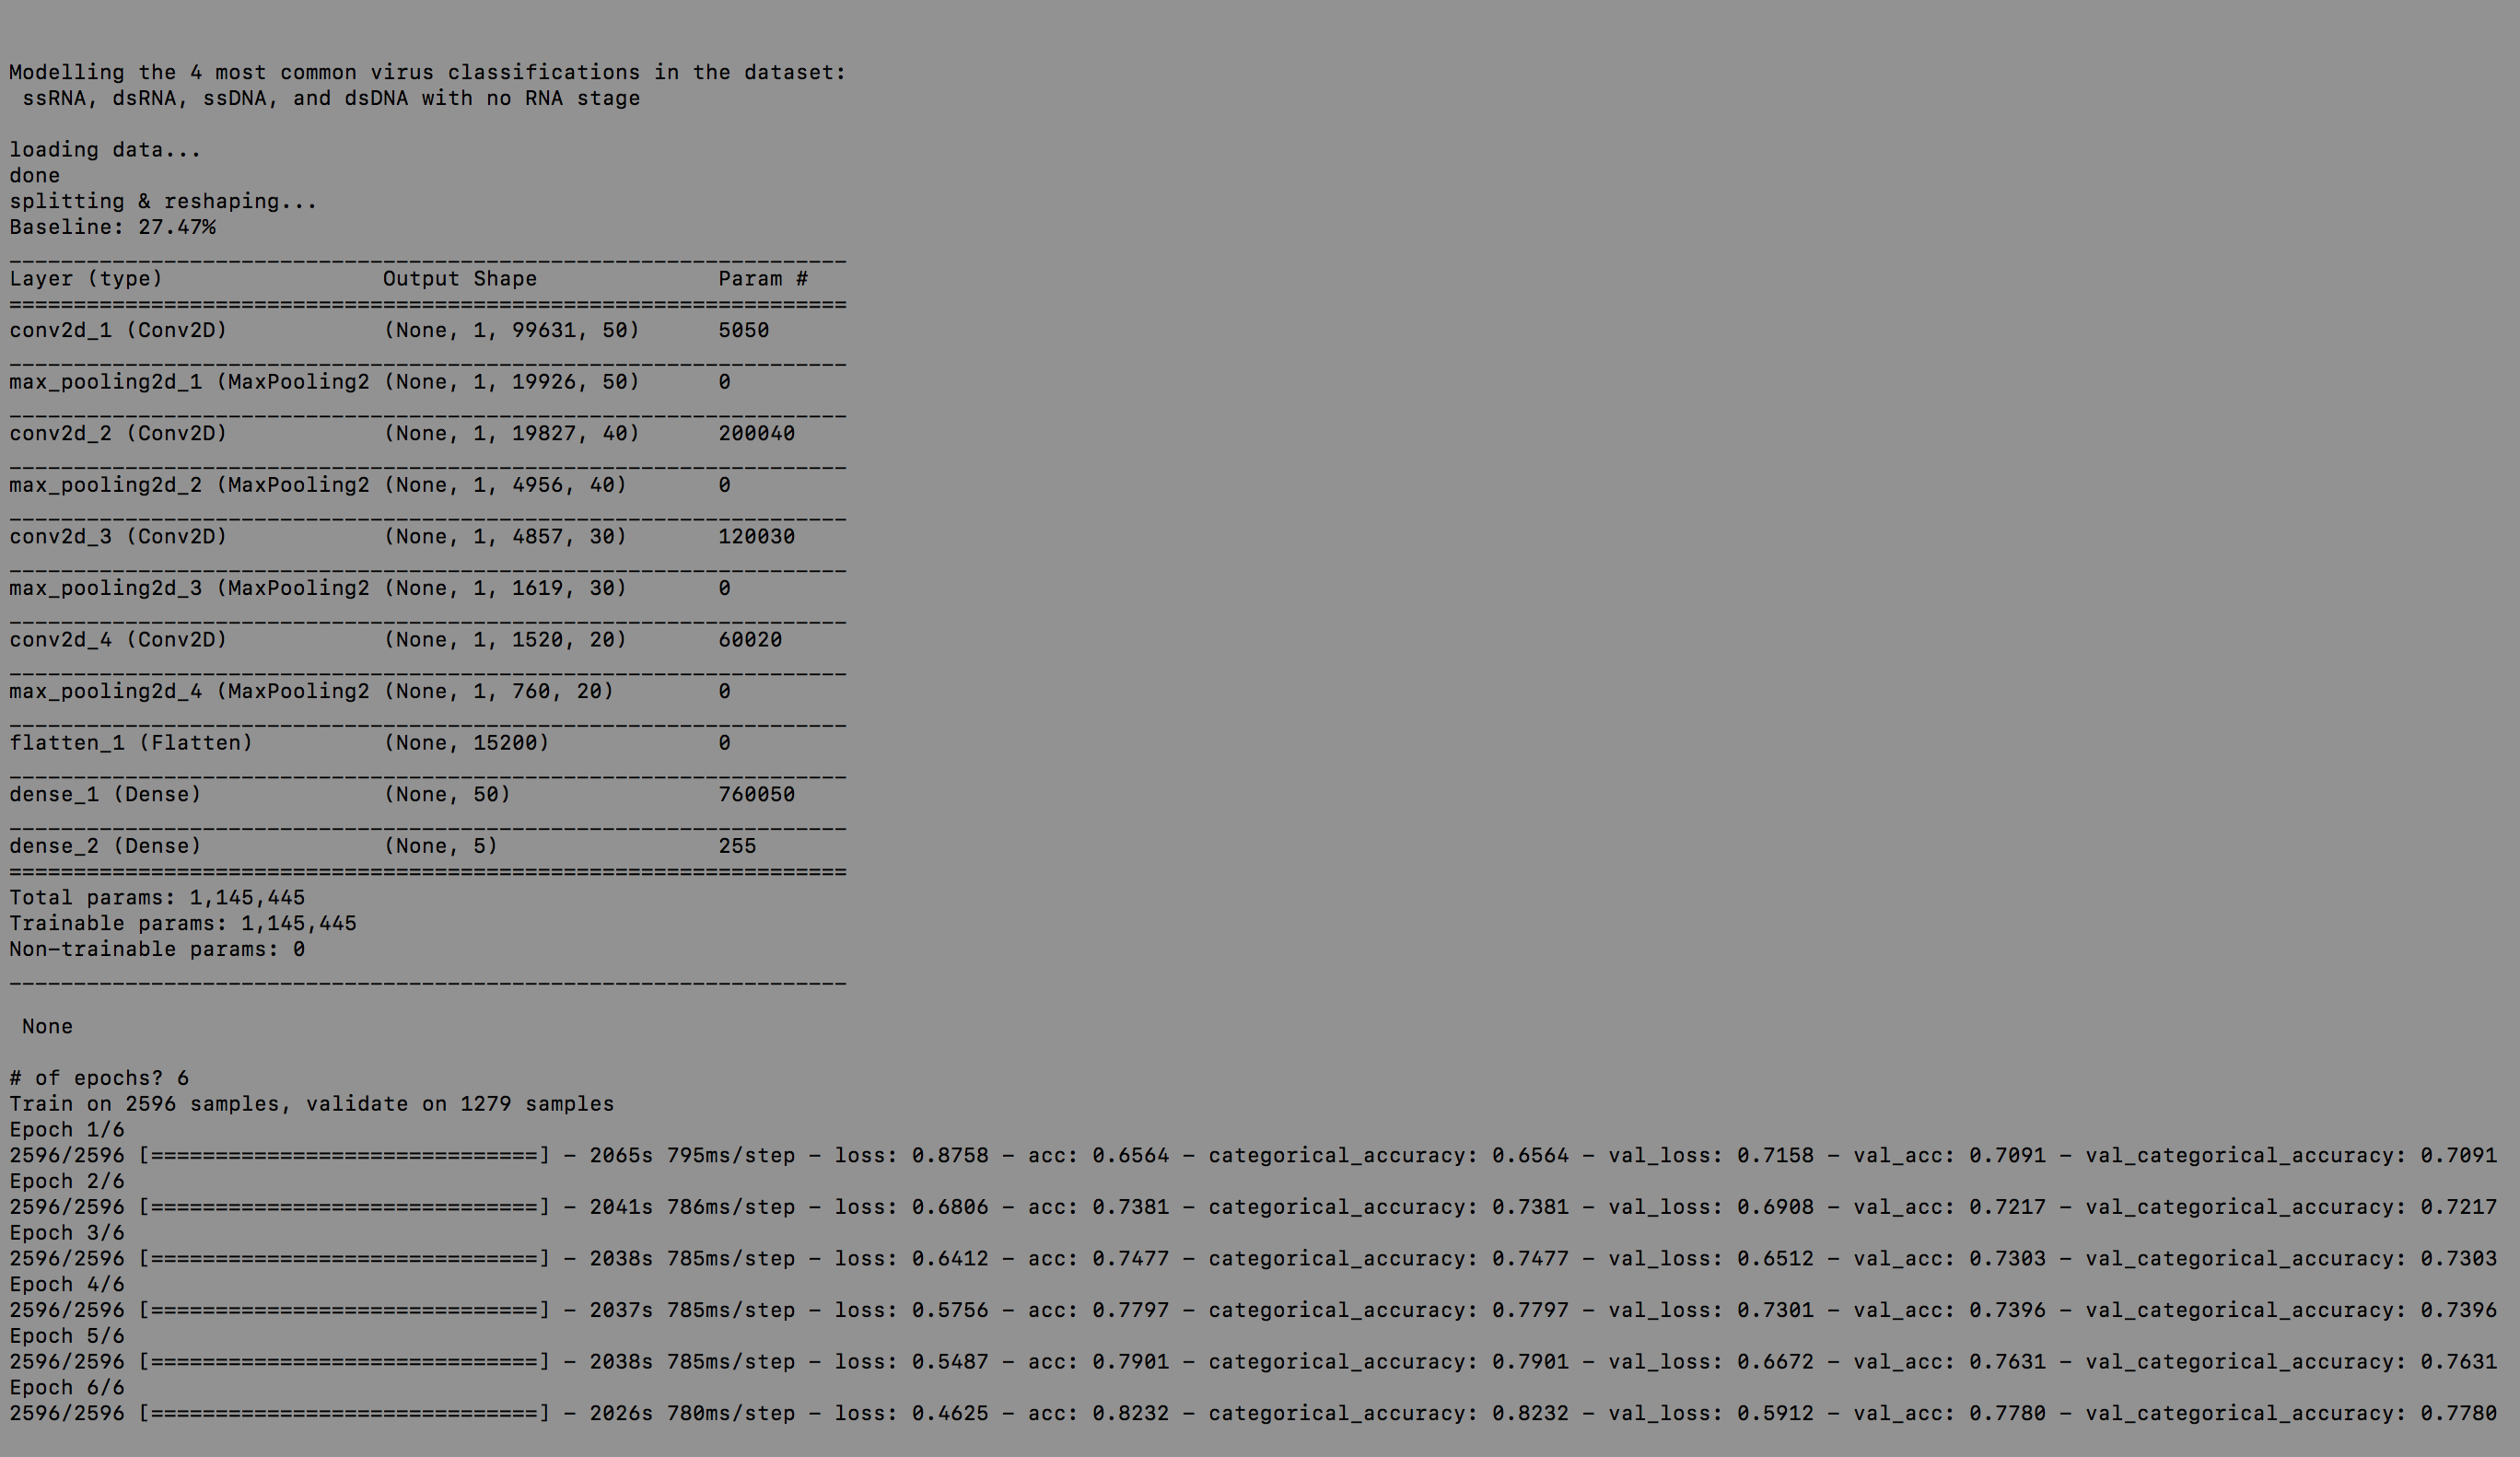 Modelling the 4 most common virus classifications in the dataset:
 ssRNA, dsRNA, ssDNA, and dsDNA with no RNA stage

loading data...
done
splitting & reshaping...
Baseline: 27.47%
_________________________________________________________________
Layer (type)                 Output Shape              Param #
=================================================================
conv2d_1 (Conv2D)            (None, 1, 99631, 50)      5050
_________________________________________________________________
max_pooling2d_1 (MaxPooling2 (None, 1, 19926, 50)      0
_________________________________________________________________
conv2d_2 (Conv2D)            (None, 1, 19827, 40)      200040
_________________________________________________________________
max_pooling2d_2 (MaxPooling2 (None, 1, 4956, 40)       0
_________________________________________________________________
conv2d_3 (Conv2D)            (None, 1, 4857, 30)       120030
_________________________________________________________________
max_pooling2d_3 (MaxPooling2 (None, 1, 1619, 30)       0
_________________________________________________________________
conv2d_4 (Conv2D)            (None, 1, 1520, 20)       60020
_________________________________________________________________
max_pooling2d_4 (MaxPooling2 (None, 1, 760, 20)        0
_________________________________________________________________
flatten_1 (Flatten)          (None, 15200)             0
_________________________________________________________________
dense_1 (Dense)              (None, 50)                760050
_________________________________________________________________
dense_2 (Dense)              (None, 5)                 255
=================================================================
Total params: 1,145,445
Trainable params: 1,145,445
Non-trainable params: 0
_________________________________________________________________

 None

# of epochs? 6
Train on 2596 samples, validate on 1279 samples
Epoch 1/6
2596/2596 [==============================] - 2065s 795ms/step - loss: 0.8758 - acc: 0.6564 - categorical_accuracy: 0.6564 - val_loss: 0.7158 - val_acc: 0.7091 - val_categorical_accuracy: 0.7091
Epoch 2/6
2596/2596 [==============================] - 2041s 786ms/step - loss: 0.6806 - acc: 0.7381 - categorical_accuracy: 0.7381 - val_loss: 0.6908 - val_acc: 0.7217 - val_categorical_accuracy: 0.7217
Epoch 3/6
2596/2596 [==============================] - 2038s 785ms/step - loss: 0.6412 - acc: 0.7477 - categorical_accuracy: 0.7477 - val_loss: 0.6512 - val_acc: 0.7303 - val_categorical_accuracy: 0.7303
Epoch 4/6
2596/2596 [==============================] - 2037s 785ms/step - loss: 0.5756 - acc: 0.7797 - categorical_accuracy: 0.7797 - val_loss: 0.7301 - val_acc: 0.7396 - val_categorical_accuracy: 0.7396
Epoch 5/6
2596/2596 [==============================] - 2038s 785ms/step - loss: 0.5487 - acc: 0.7901 - categorical_accuracy: 0.7901 - val_loss: 0.6672 - val_acc: 0.7631 - val_categorical_accuracy: 0.7631
Epoch 6/6
2596/2596 [==============================] - 2026s 780ms/step - loss: 0.4625 - acc: 0.8232 - categorical_accuracy: 0.8232 - val_loss: 0.5912 - val_acc: 0.7780 - val_categorical_accuracy: 0.7780